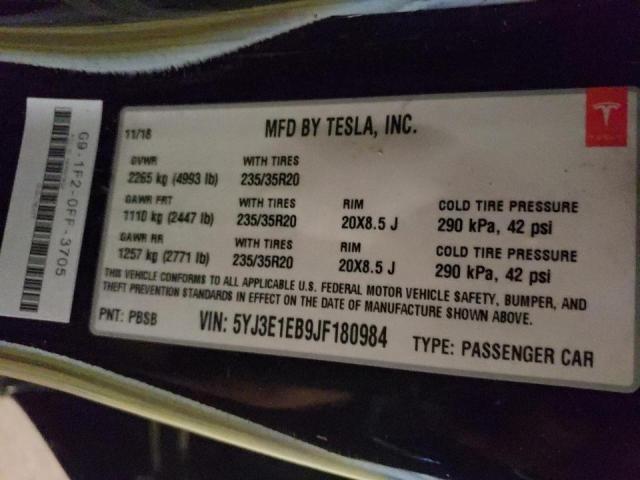 G9-1F2-0FF-3705
11/18
MFD BY TESLA, INC.
GVWR WITH TIRES
2265 kg (4993 lb) 235/35R20
GAWR FRT WITH TIRES RIM COLD TIRE PRESSURE
1110 kg (2447 lb) 235/35R20 20X8.5 J 290 kPa, 42 psi
GAWR RR WITH TIRES RIM COLD TIRE PRESSURE
1257 kg (2771 lb) 235/35R20 20X8.5 J 290 kPa, 42 psi
THIS VEHICLE CONFORMS TO ALL APPLICABLE U.S. FEDERAL MOTOR VEHICLE SAFETY, BUMPER, AND
THEFT PREVENTION STANDARDS IN EFFECT ON THE DATE OF MANUFACTURE SHOWN ABOVE.
PNT: PBSB VIN: 5YJ3E1EB9JF180984 TYPE: PASSENGER CAR